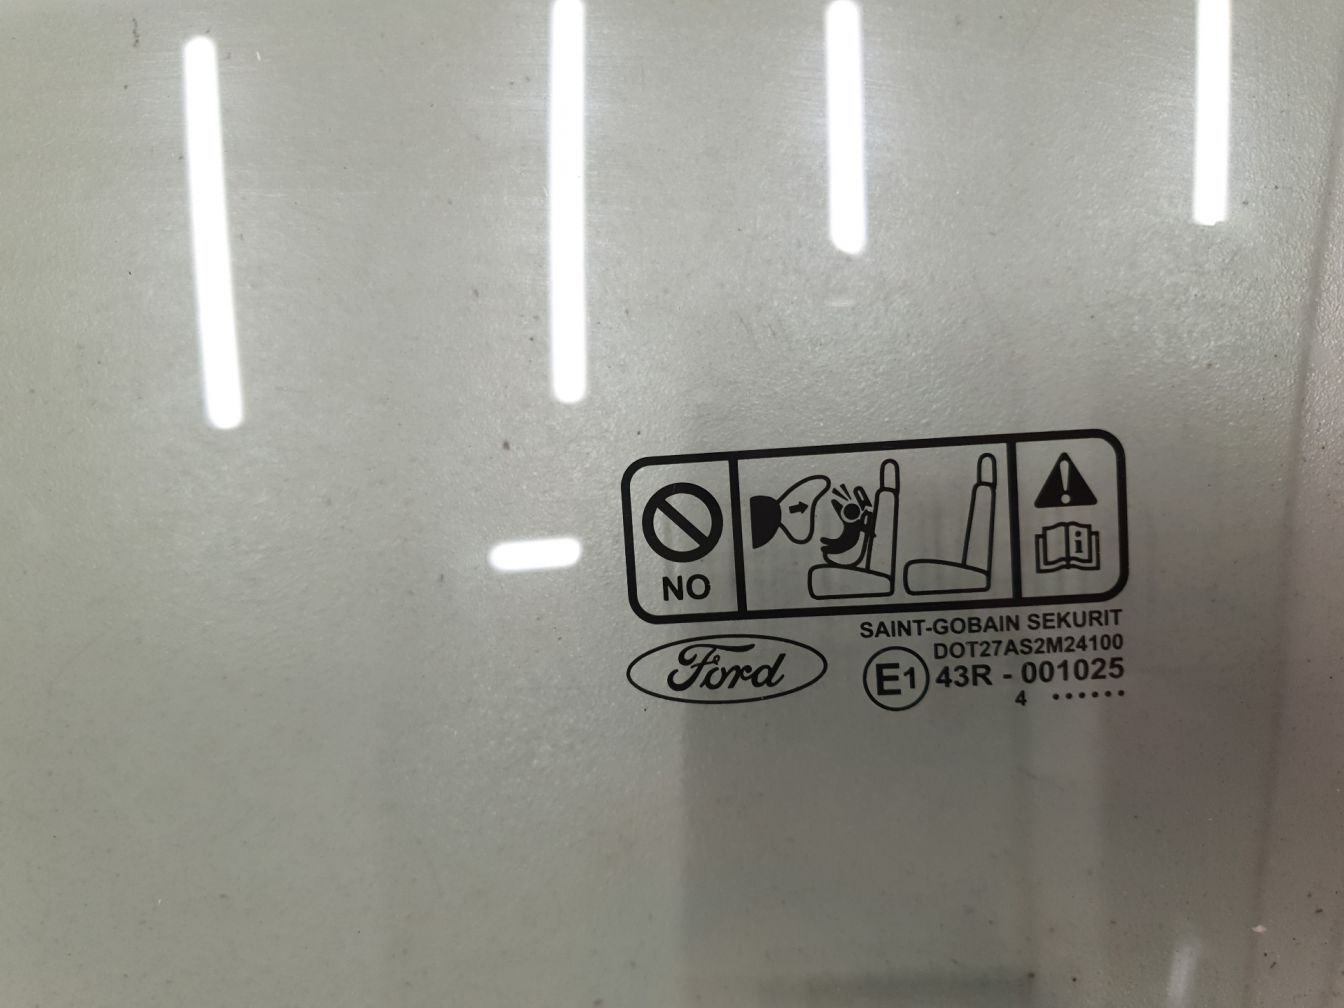 NO
i
SAINT-GOBAIN SEKURIT
DOT27AS2M24100
Ford
E1 43R - 001025
4 ······